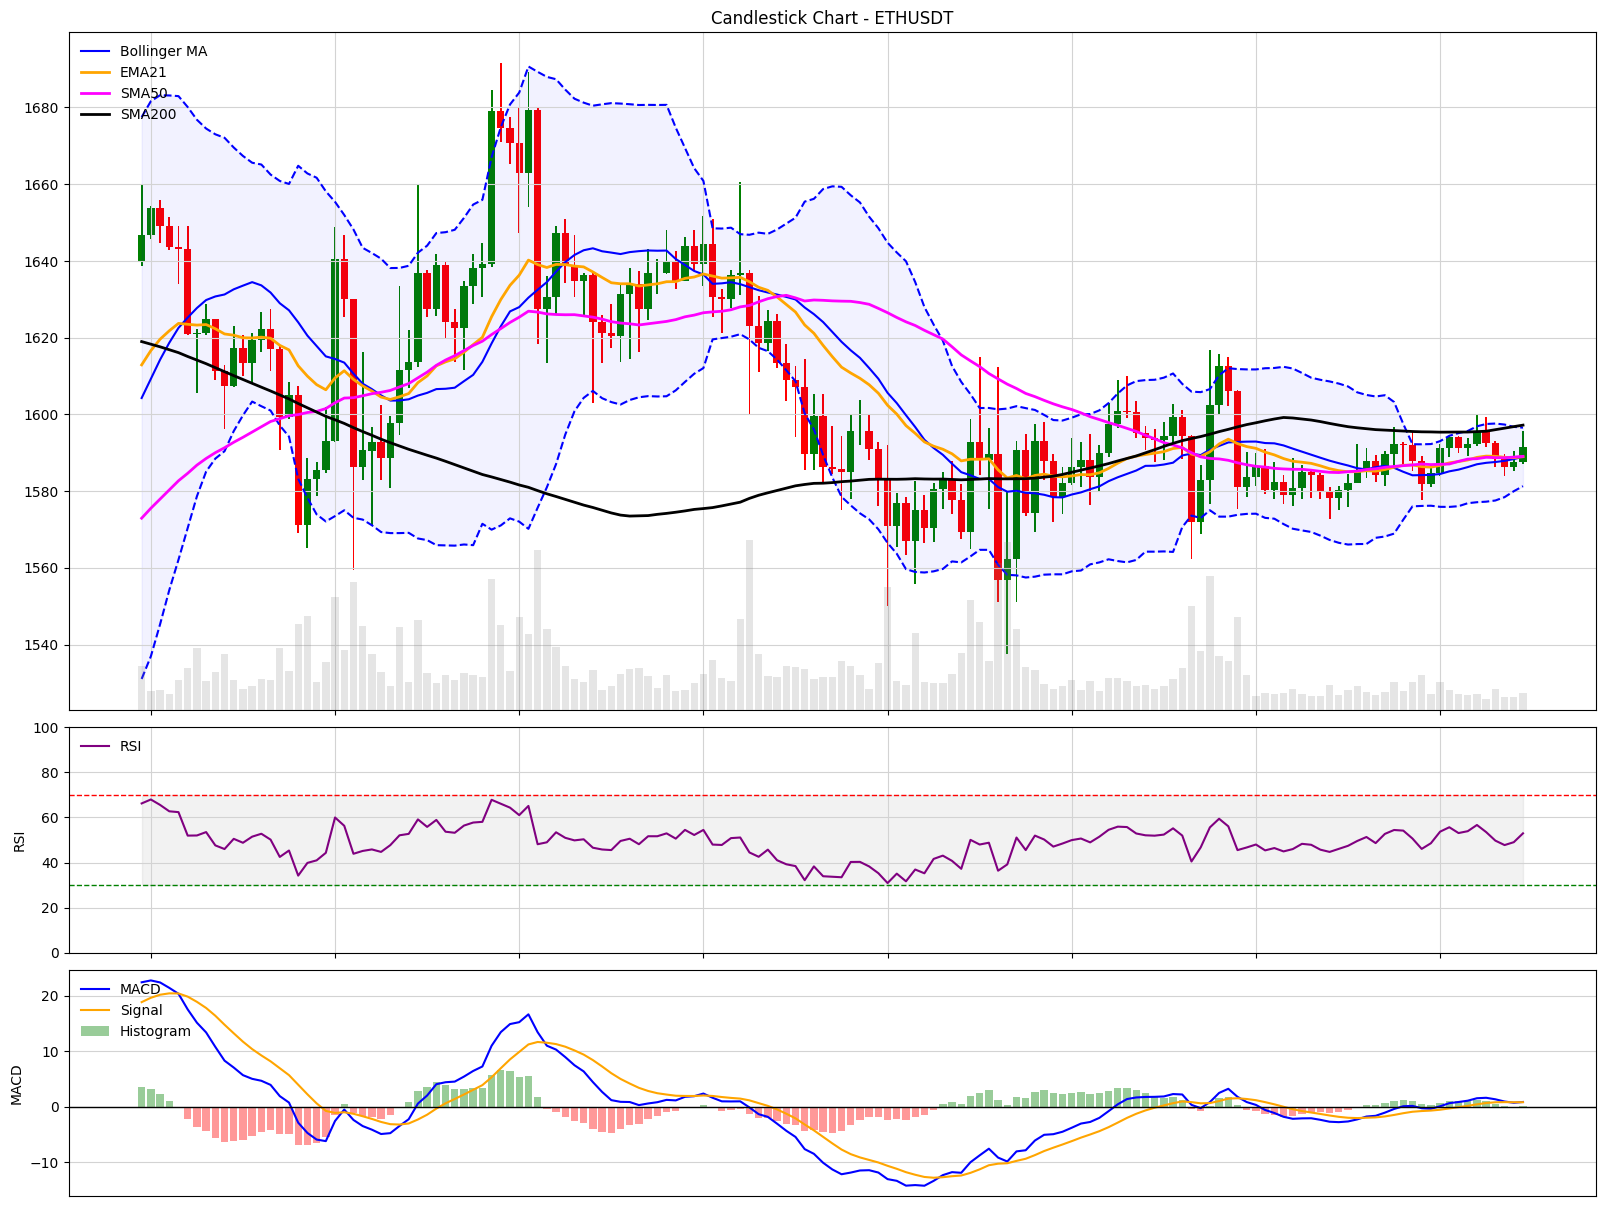 Candlestick Chart - ETHUSDT
Bollinger MA
EMA21
SMA50
SMA200
1680
1660
1640
1620
1600
1580
1560
1540
RSI
100
80
60
40
20
0
RSI
MACD
Signal
Histogram
20
10
0
−10
MACD